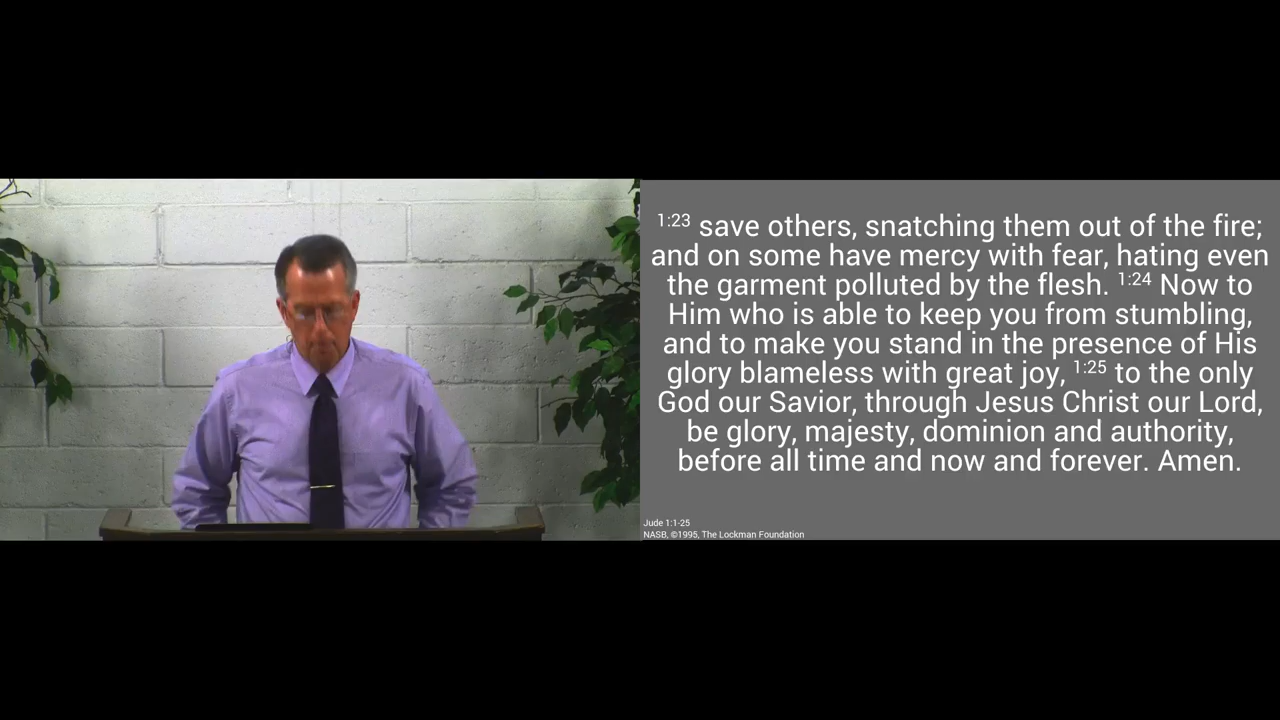 1:23 save others, snatching them out of the fire;
and on some have mercy with fear, hating even
the garment polluted by the flesh. 1:24 Now to
Him who is able to keep you from stumbling,
and to make you stand in the presence of His
glory blameless with great joy, 1:25 to the only
God our Savior, through Jesus Christ our Lord,
be glory, majesty, dominion and authority,
before all time and now and forever. Amen.
Jude 1:1-25
NASB, ©1995, The Lockman Foundation